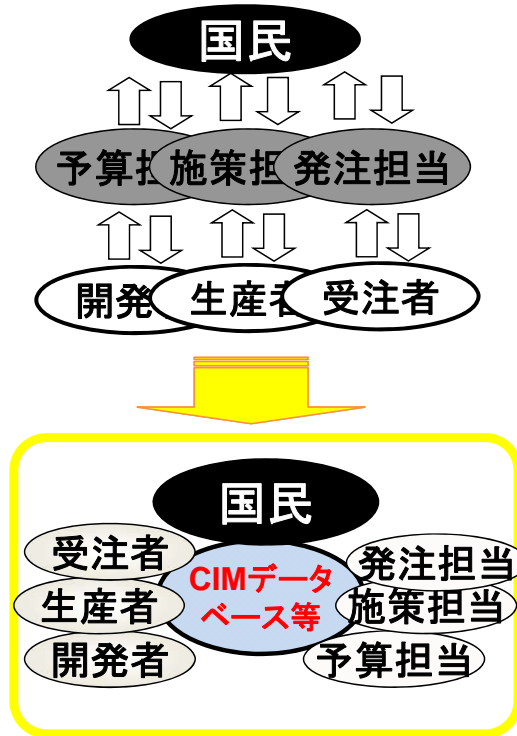 国民
予算担
施策担
発注担当
開発
生産者
受注者
国民
受注者
生産者
開発者
CIMデータ
ベース等
発注担当
施策担当
予算担当